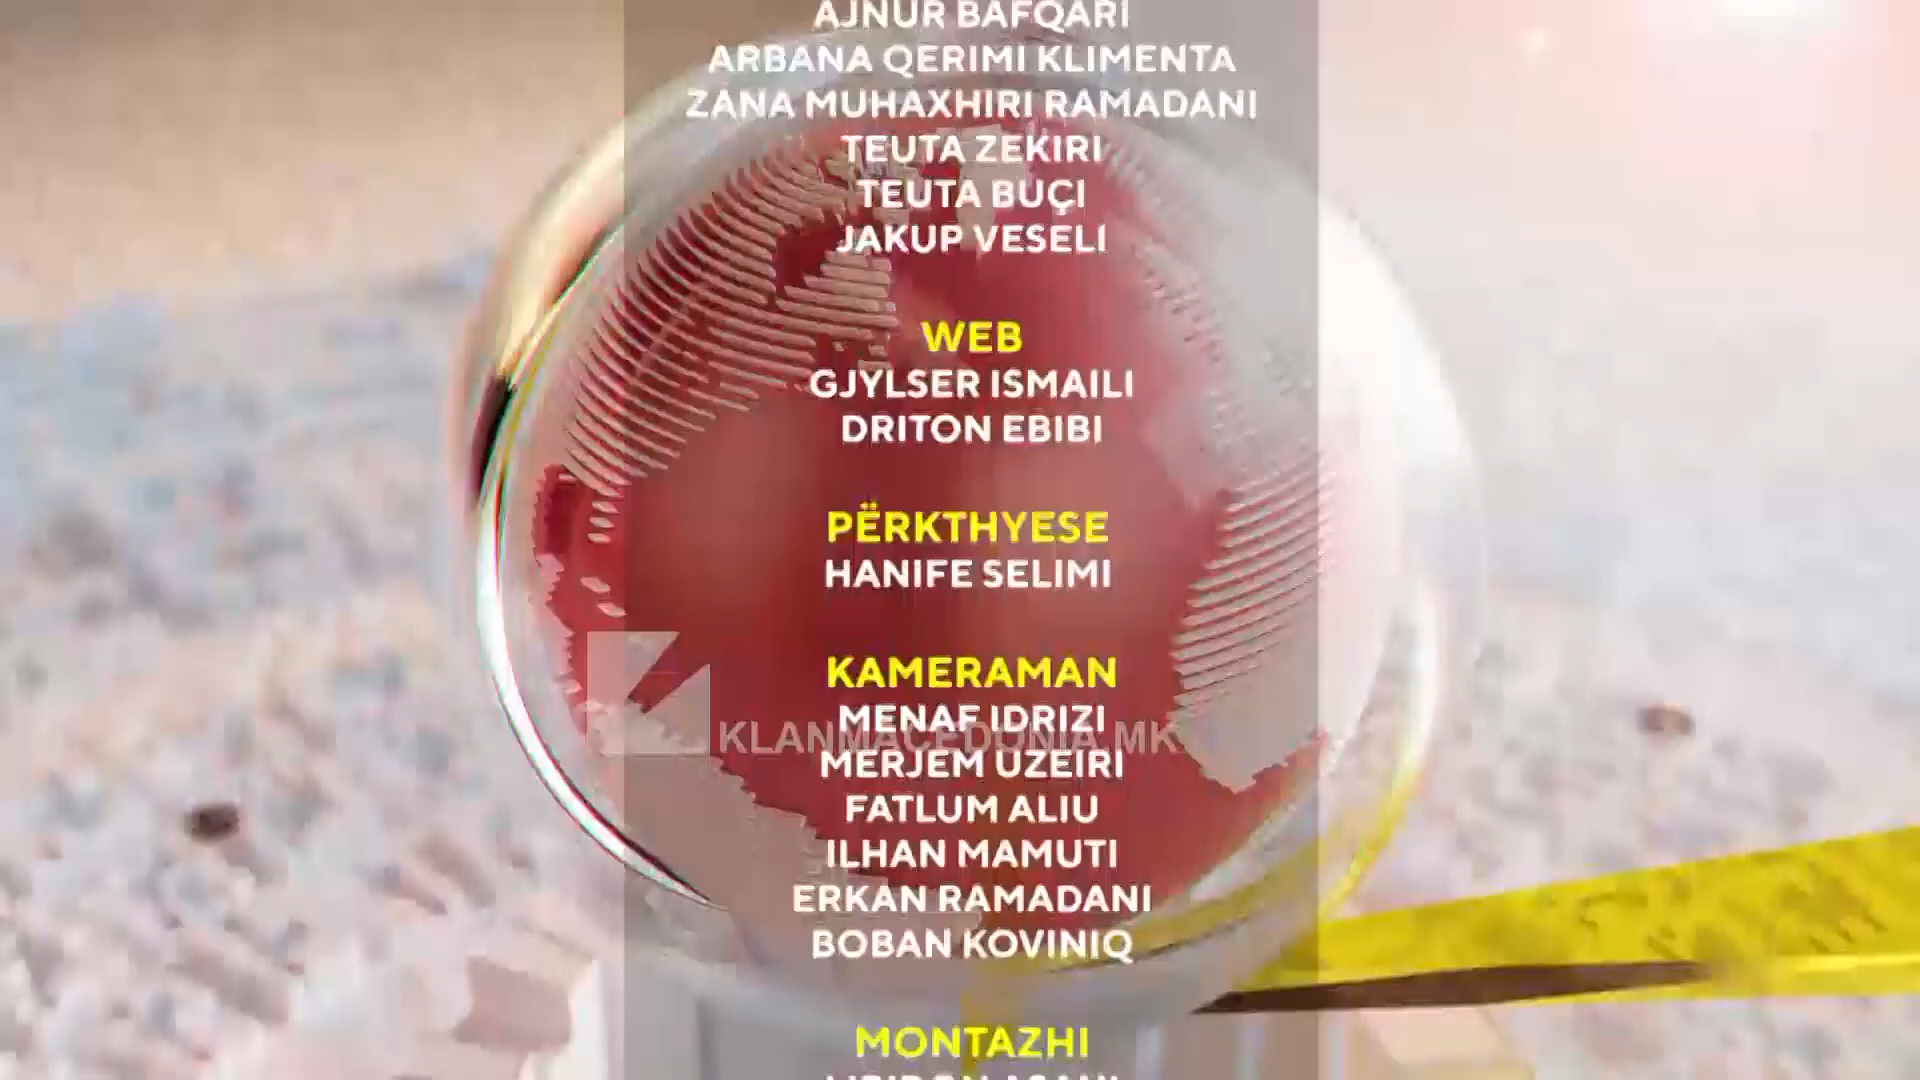 AJNUR BAFQARI
ARBANA QERIMI KLIMENTA
ZANA MUHAXHIRI RAMADANI
TEUTA ZEKIRI
TEUTA BUÇI
JAKUP VESELI
WEB
GJYLSER ISMAILI
DRITON EBIBI
PËRKTHYESE
HANIFE SELIMI
KAMERAMAN
MENAF IDRIZI
KLANMACEDONIA.MK
MERJEM UZEIRI
FATLUM ALIU
ILHAN MAMUTI
ERKAN RAMADANI
BOBAN KOVINIQ
MONTAZHI